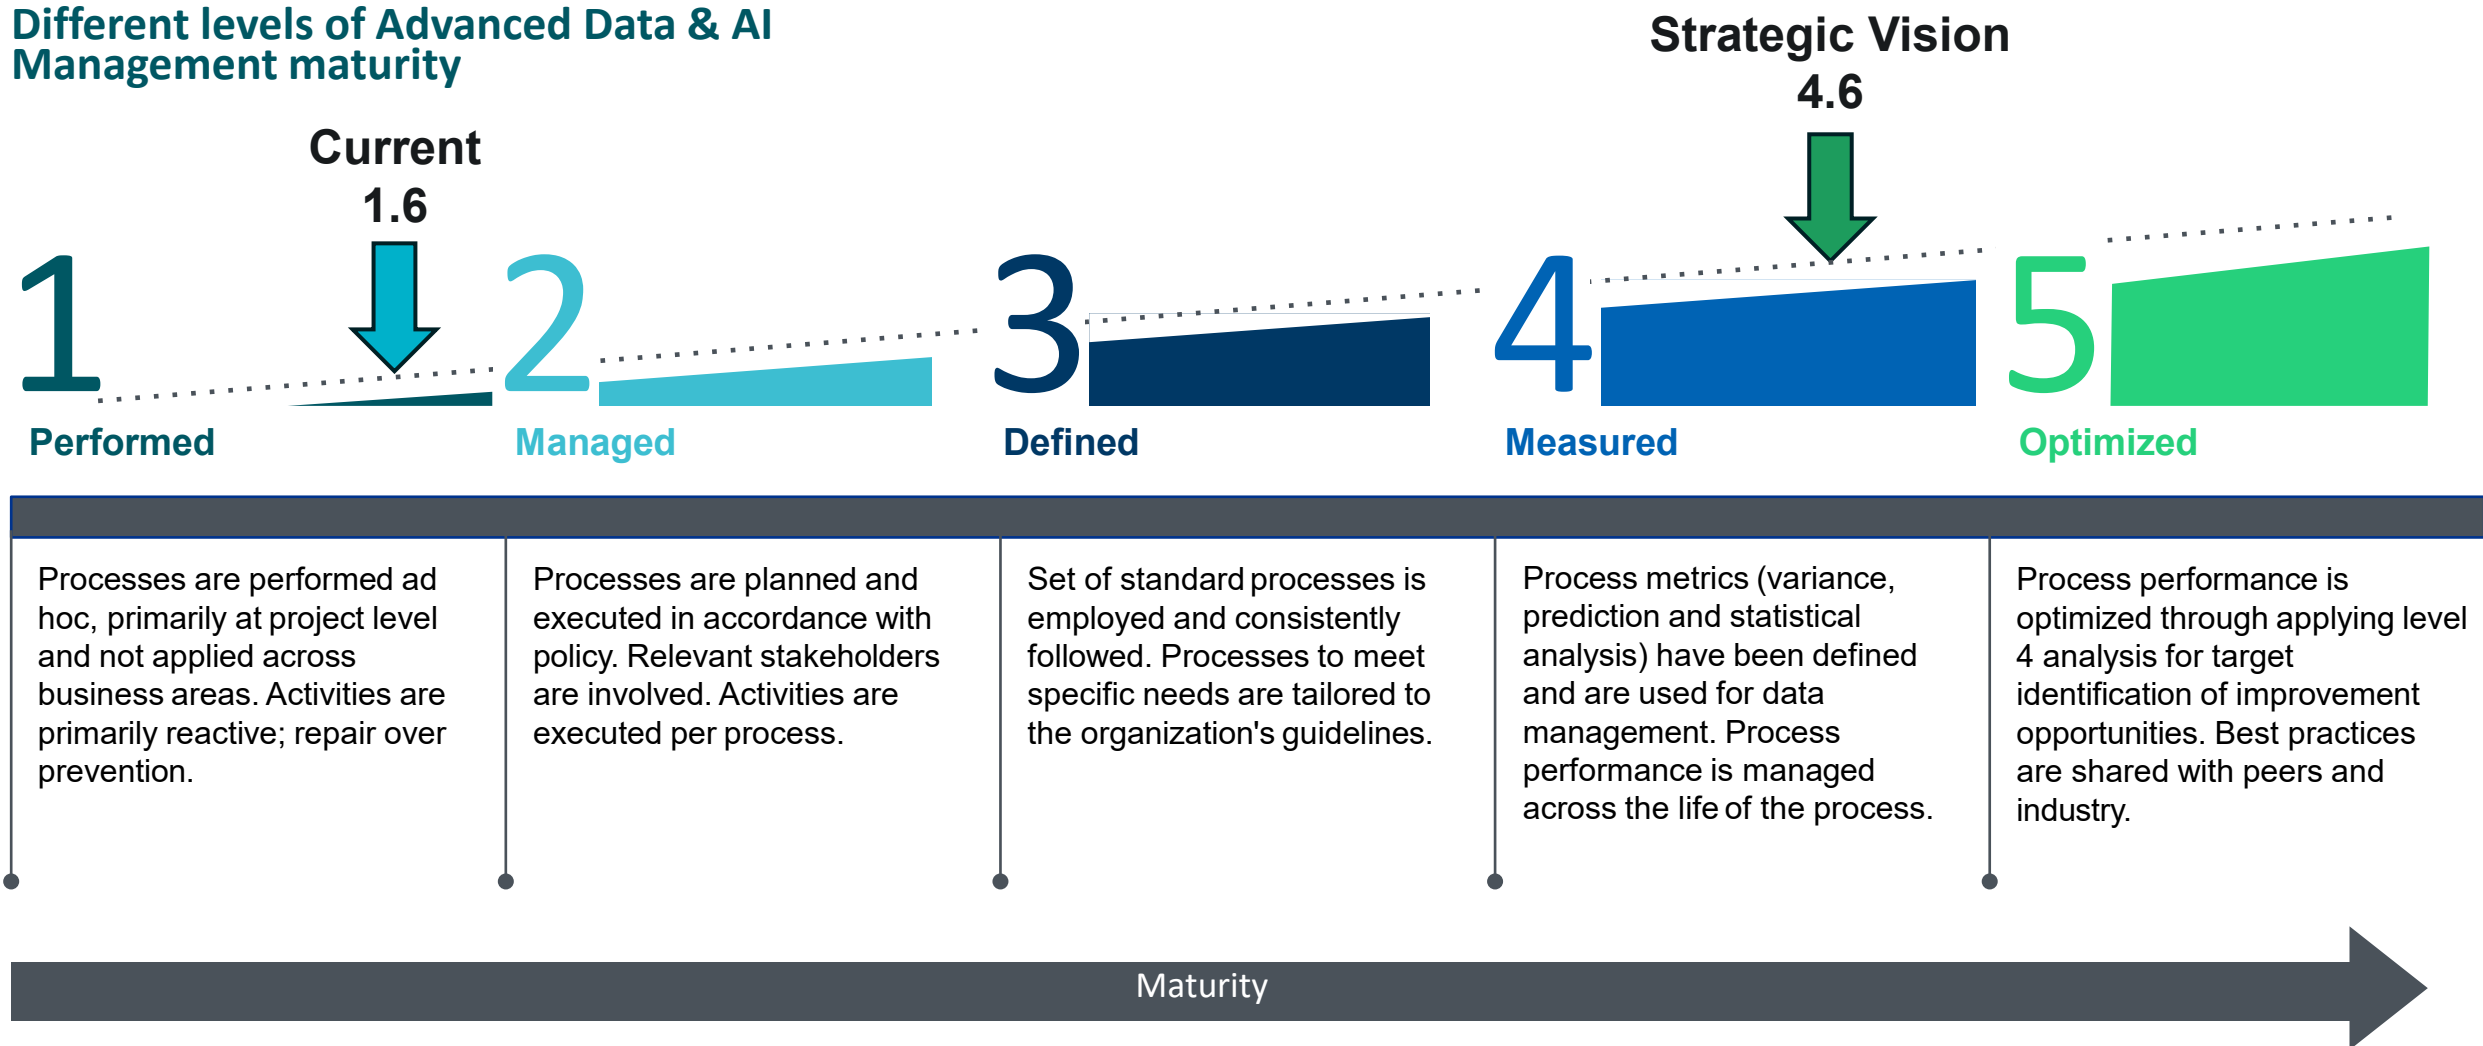 Different levels of Advanced Data & AI
Management maturity
Strategic Vision
4.6
Current
1.6
1
2
3
4
5
Performed
Managed
Defined
Measured
Optimized
Processes are performed ad
hoc, primarily at project level
and not applied across
business areas. Activities are
primarily reactive; repair over
prevention.
Processes are planned and
executed in accordance with
policy. Relevant stakeholders
are involved. Activities are
executed per process.
Set of standard processes is
employed and consistently
followed. Processes to meet
specific needs are tailored to
the organization's guidelines.
Process metrics (variance,
prediction and statistical
analysis) have been defined
and are used for data
management. Process
performance is managed
across the life of the process.
Process performance is
optimized through applying level
4 analysis for target
identification of improvement
opportunities. Best practices
are shared with peers and
industry.
Maturity